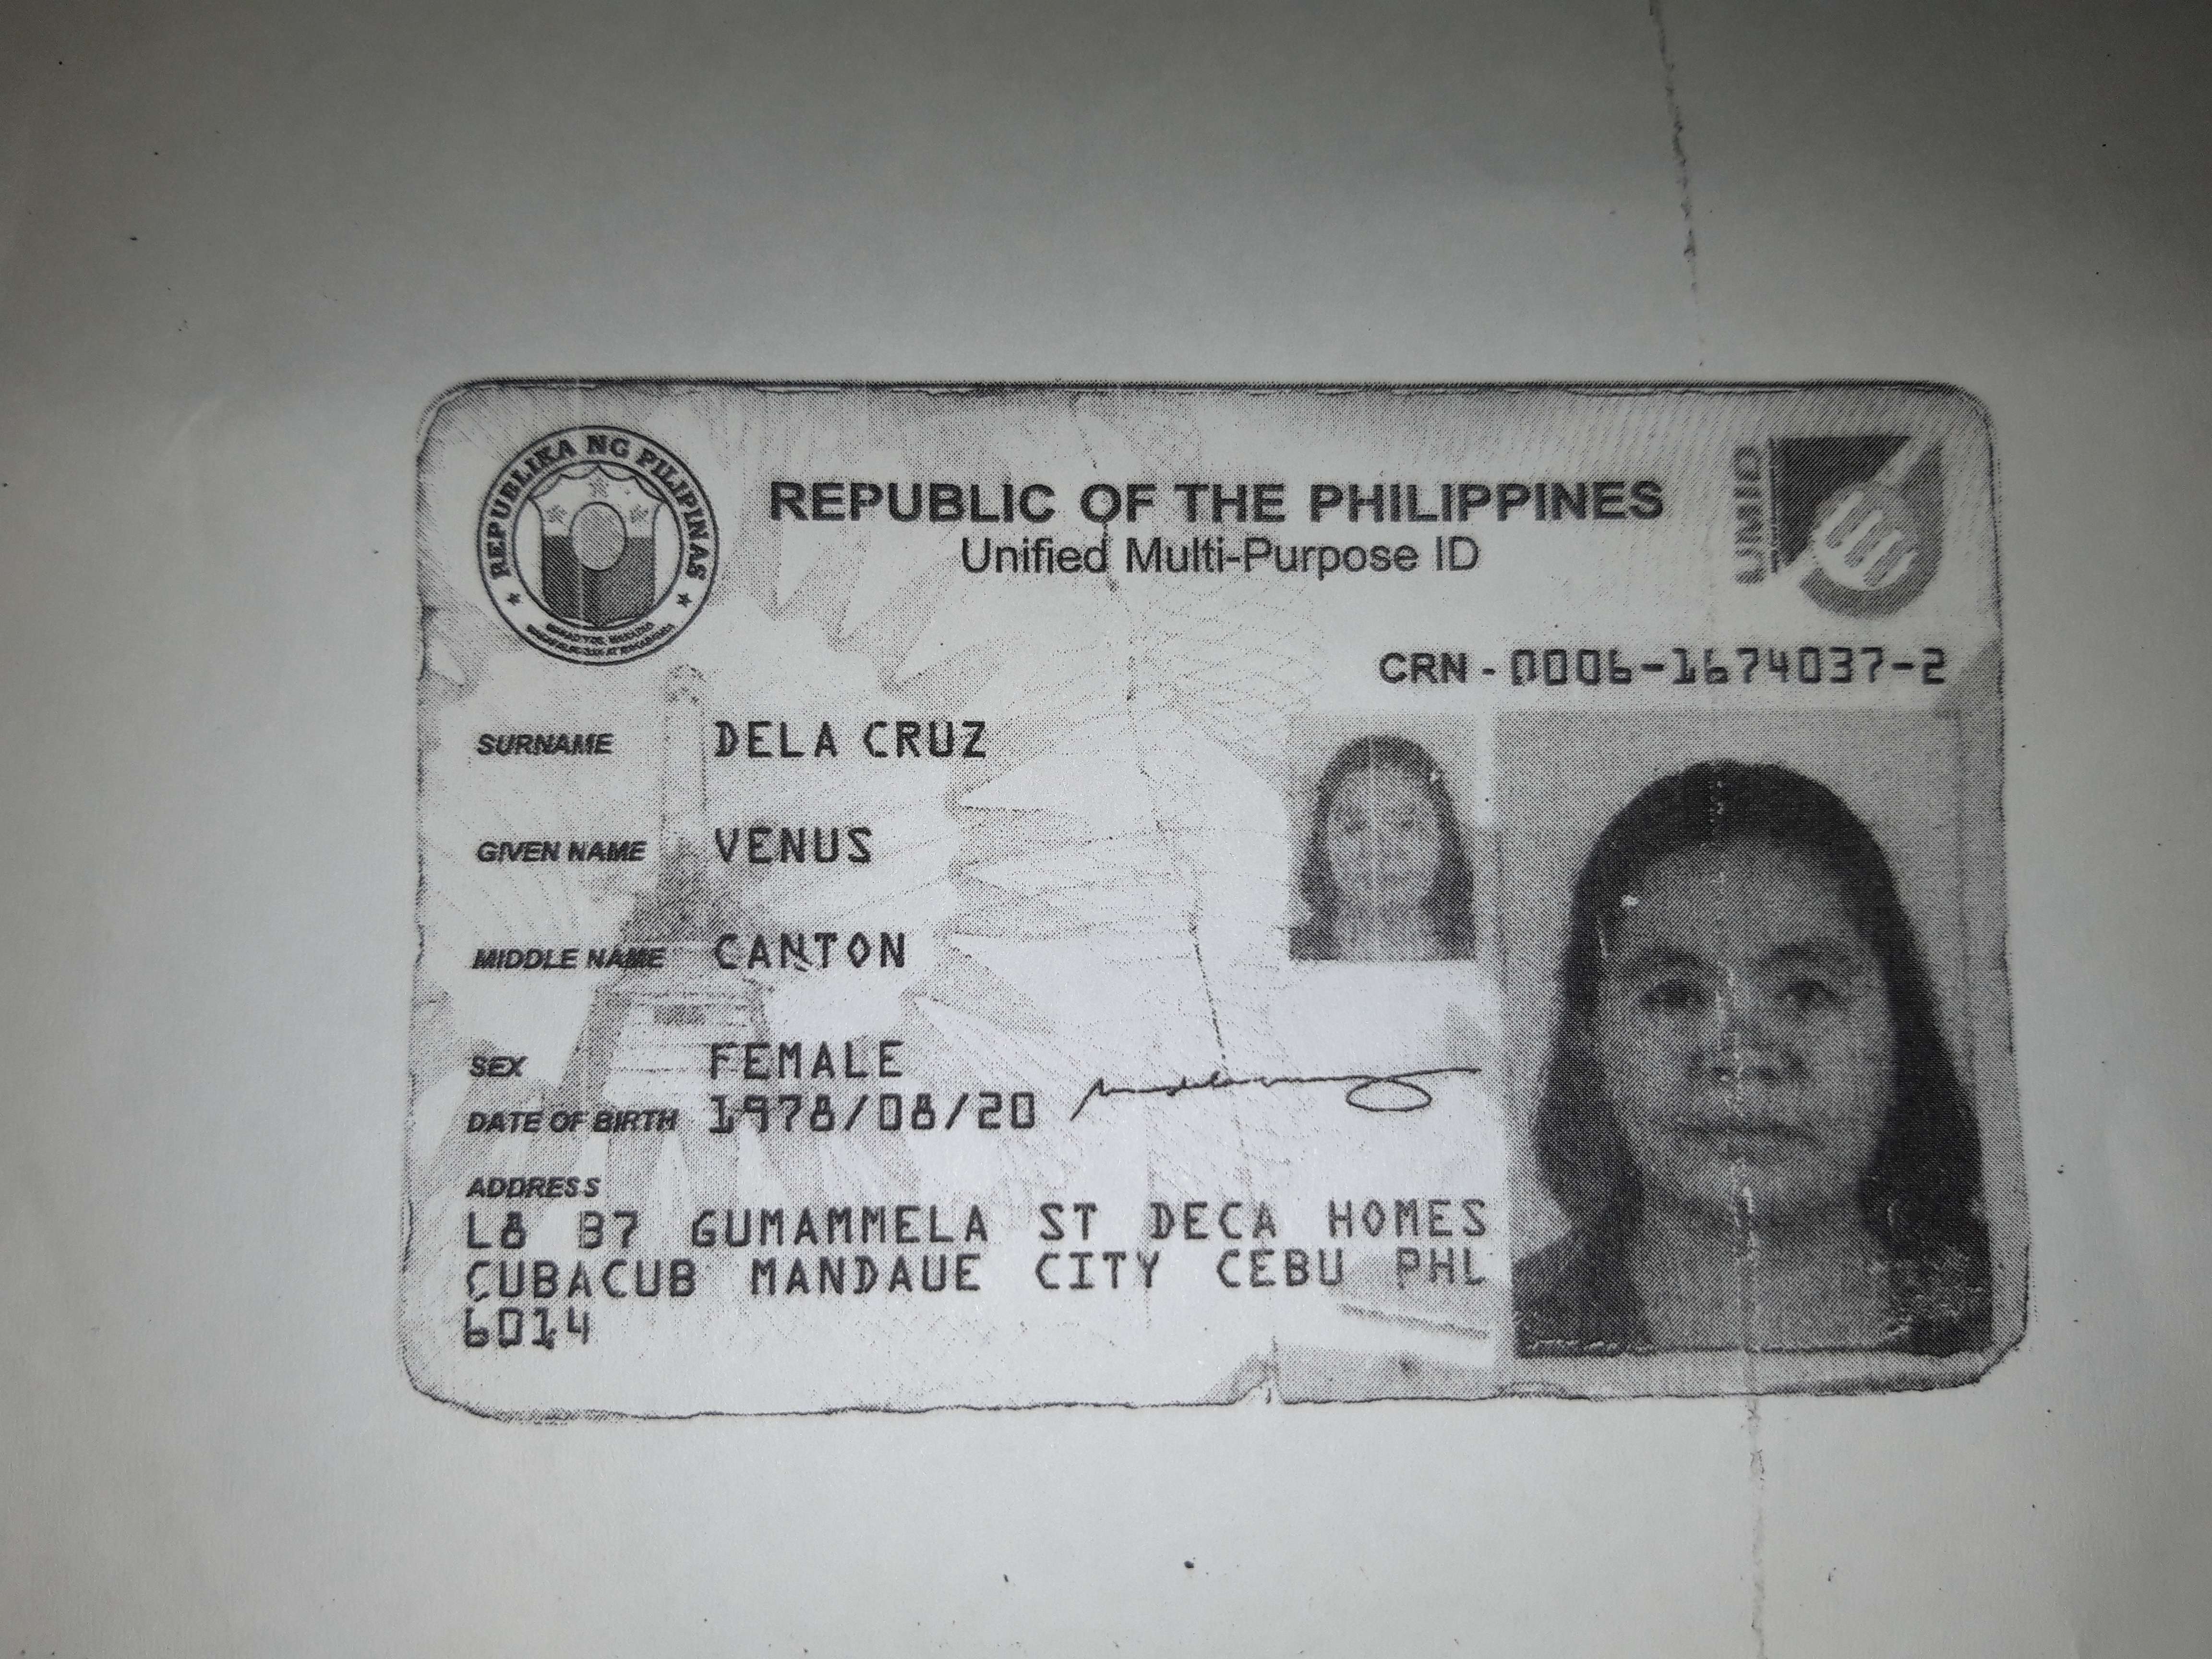 REPUBLIKA NG PILIPINAS
REPUBLIC OF THE PHILIPPINES
Unified Multi-Purpose ID
UMID
CRN - 0006-1674037-2
SURNAME DELA CRUZ
GIVEN NAME VENUS
MIDDLE NAME CANTON
SEX FEMALE
DATE OF BIRTH 1978/08/20
ADDRESS
L8 B7 GUMAMMELA ST DECA HOMES
CUBACUB MANDAUE CITY CEBU PHL
6014